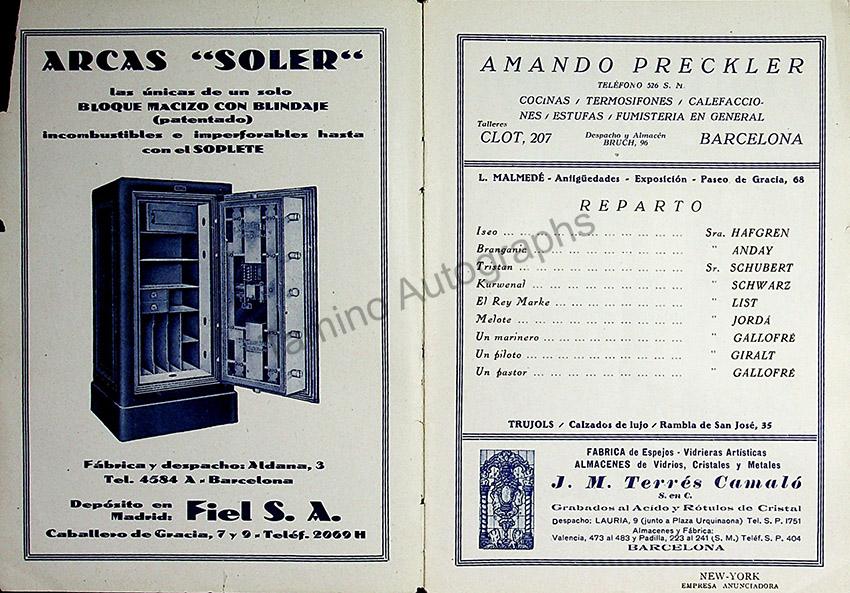 ARCAS "SOLER"
las únicas de un solo
BLOQUE MACIZO CON BLINDAJE
(patentado)
incombustibles e imperforables hasta
con el SOPLETE
Fábrica y despacho: Aldana, 3
Tel. 4584 A - Barcelona
Depósito en Madrid: Fiel S. A.
Caballero de Gracia, 7 y 9 - Teléf. 2009 H
AMANDO PRECKLER
TELÉFONO 526 S. M.
COCINAS / TERMOSIFONES / CALEFACCIO-
NES / ESTUFAS / FUMISTERIA EN GENERAL
Talleres
CLOT, 207 Despacho y Almacén BRUCH, 96 BARCELONA
L. MALMEDÉ - Antigüedades - Exposición - Paseo de Gracia, 68
REPARTO
Iseo ... ... ... ... ... ... ... Sra. HAFGREN
Brangania ... ... ... ... ... ... " ANDAY
Tristan ... ... ... ... ... ... Sr. SCHUBERT
Kurwenal ... ... ... ... ... ... " SCHWARZ
El Rey Marke ... ... ... ... ... ... " LIST
Melote ... ... ... ... ... ... " JORDÁ
Un marinero ... ... ... ... ... ... " GALLOFRÉ
Un piloto ... ... ... ... ... ... " GIRALT
Un pastor ... ... ... ... ... ... " GALLOFRÉ
Tamino Autographs
TRUJOLS / Calzados de lujo / Rambla de San José, 35
FABRICA de Espejos - Vidrieras Artísticas
ALMACENES de Vidrios, Cristales y Metales
J. M. Terrés Camaló
S. en C.
Grabados al Acido y Rótulos de Cristal
Despacho: LAURIA, 9 (junto a Plaza Urquinaona) Tel. S. P. 1751
Almacenes y Fábrica:
Valencia, 473 al 483 y Padilla, 223 al 241 (S. M.) Teléf. S. P. 404
BARCELONA
NEW-YORK
EMPRESA ANUNCIADORA